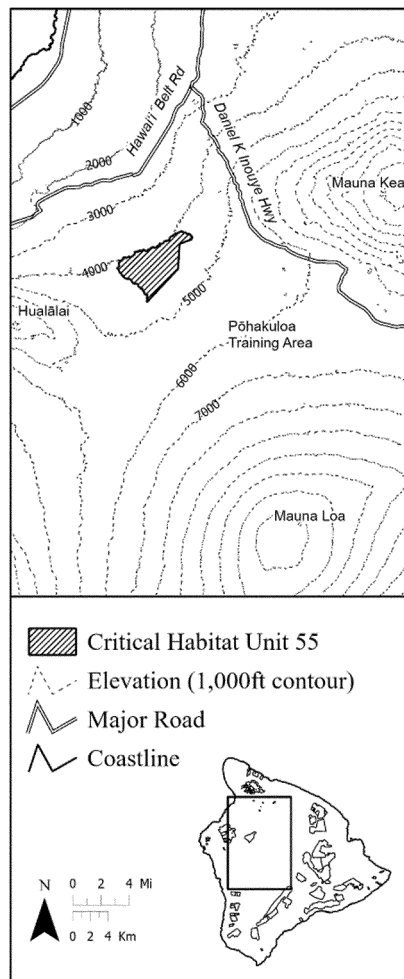 1000
Hawai'i Belt Rd
2000
Daniel K Inouye Hwy
Mauna Kea
3000
4000
5000
Hualālai
Pōhakuloa
Training Area
6000
7000
Mauna Loa
Critical Habitat Unit 55
Elevation (1,000ft contour)
Major Road
Coastline
N
0 2 4 Mi
0 2 4 Km